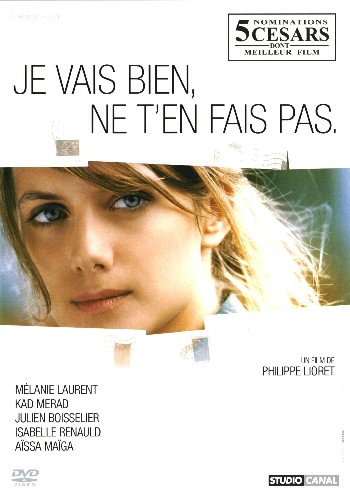 NOMINATIONS
5 CESARS
DONT
MEILLEUR FILM
JE VAIS BIEN,
NE T'EN FAIS PAS.
UN FILM DE
PHILIPPE LIORET
MÉLANIE LAURENT
KAD MERAD
JULIEN BOISSELIER
ISABELLE RENAULD
AÏSSA MAÏGA
DVD
VIDEO
STUDIO CANAL